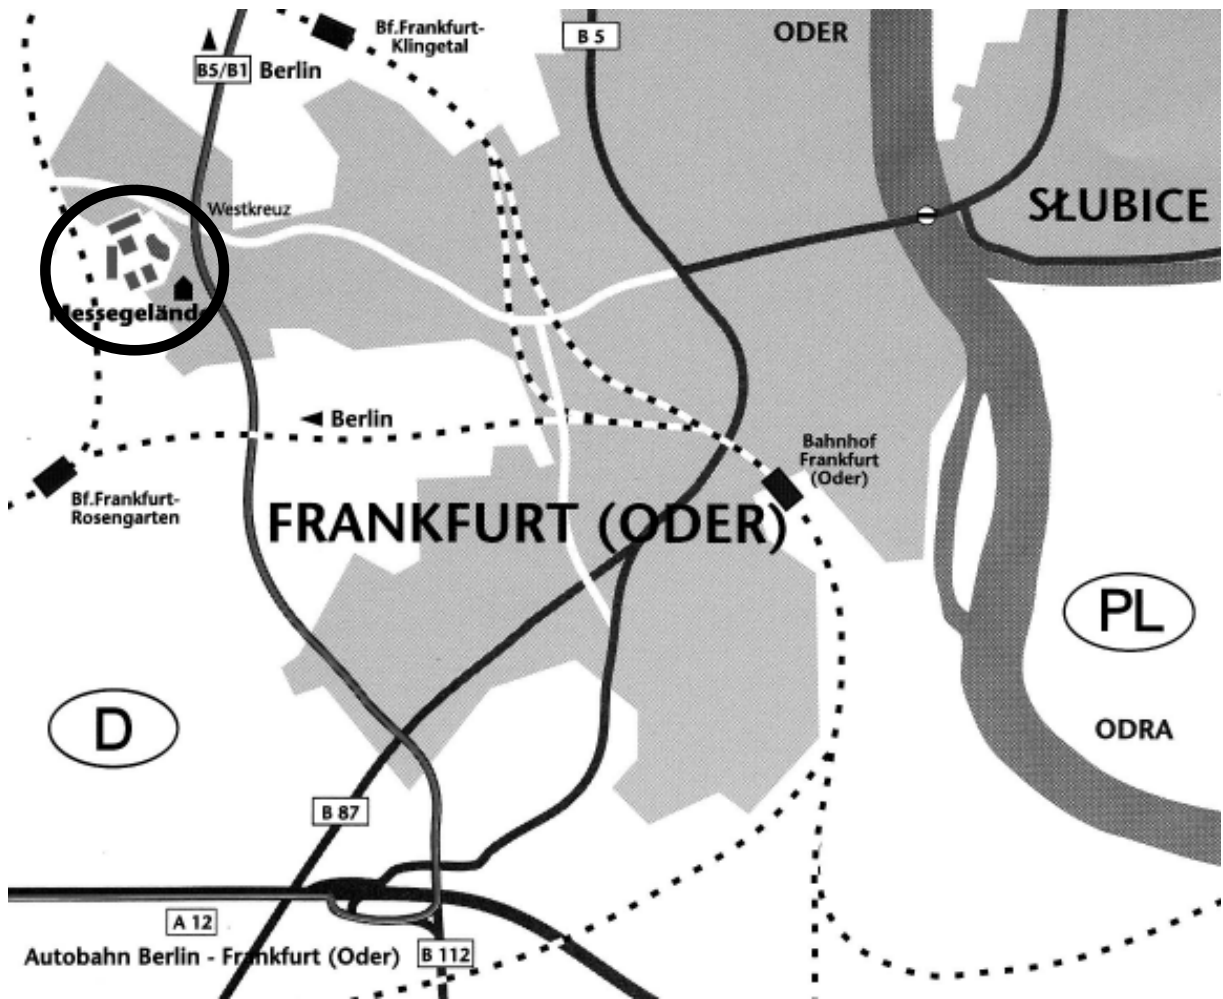 Bf.Frankfurt-
Klingetal
B 5
ODER
B5/B1
Berlin
SŁUBICE
Westkreuz
Messegelände
Berlin
Bahnhof
Frankfurt
(Oder)
Bf.Frankfurt-
Rosengarten
FRANKFURT (ODER)
PL
D
ODRA
B 87
A 12
Autobahn Berlin - Frankfurt (Oder)
B 112